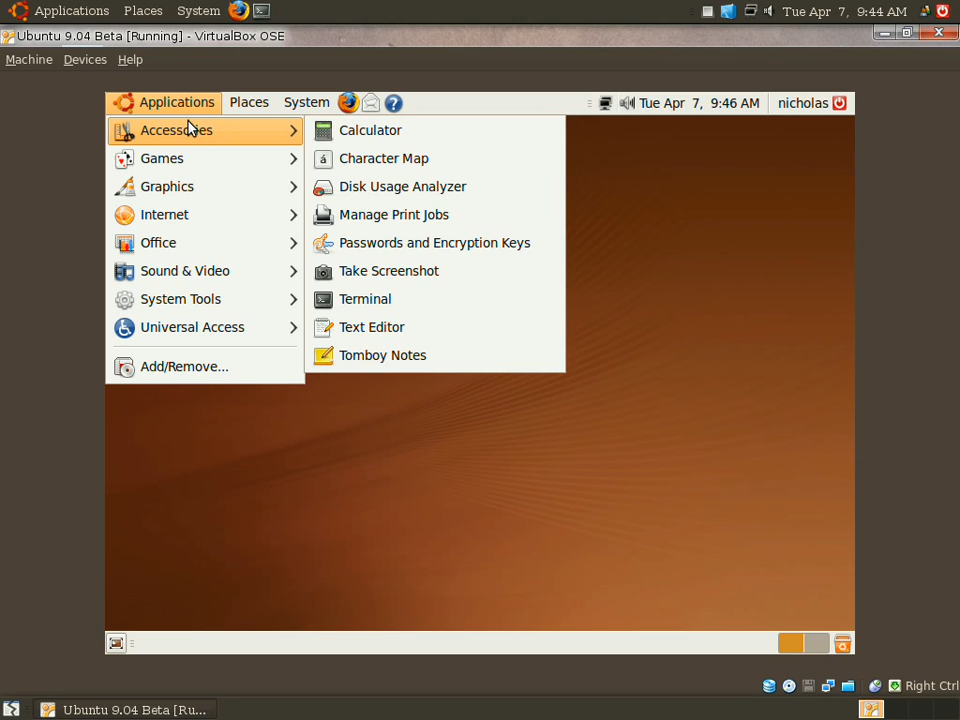 Applications Places System Tue Apr 7, 9:44 AM
Ubuntu 9.04 Beta [Running] - VirtualBox OSE
Machine Devices Help
Applications Places System Tue Apr 7, 9:46 AM nicholas
Accessories
Games
Graphics
Internet
Office
Sound & Video
System Tools
Universal Access
Add/Remove...
Calculator
á Character Map
Disk Usage Analyzer
Manage Print Jobs
Passwords and Encryption Keys
Take Screenshot
Terminal
Text Editor
Tomboy Notes
Right Ctrl
Ubuntu 9.04 Beta [Ru...